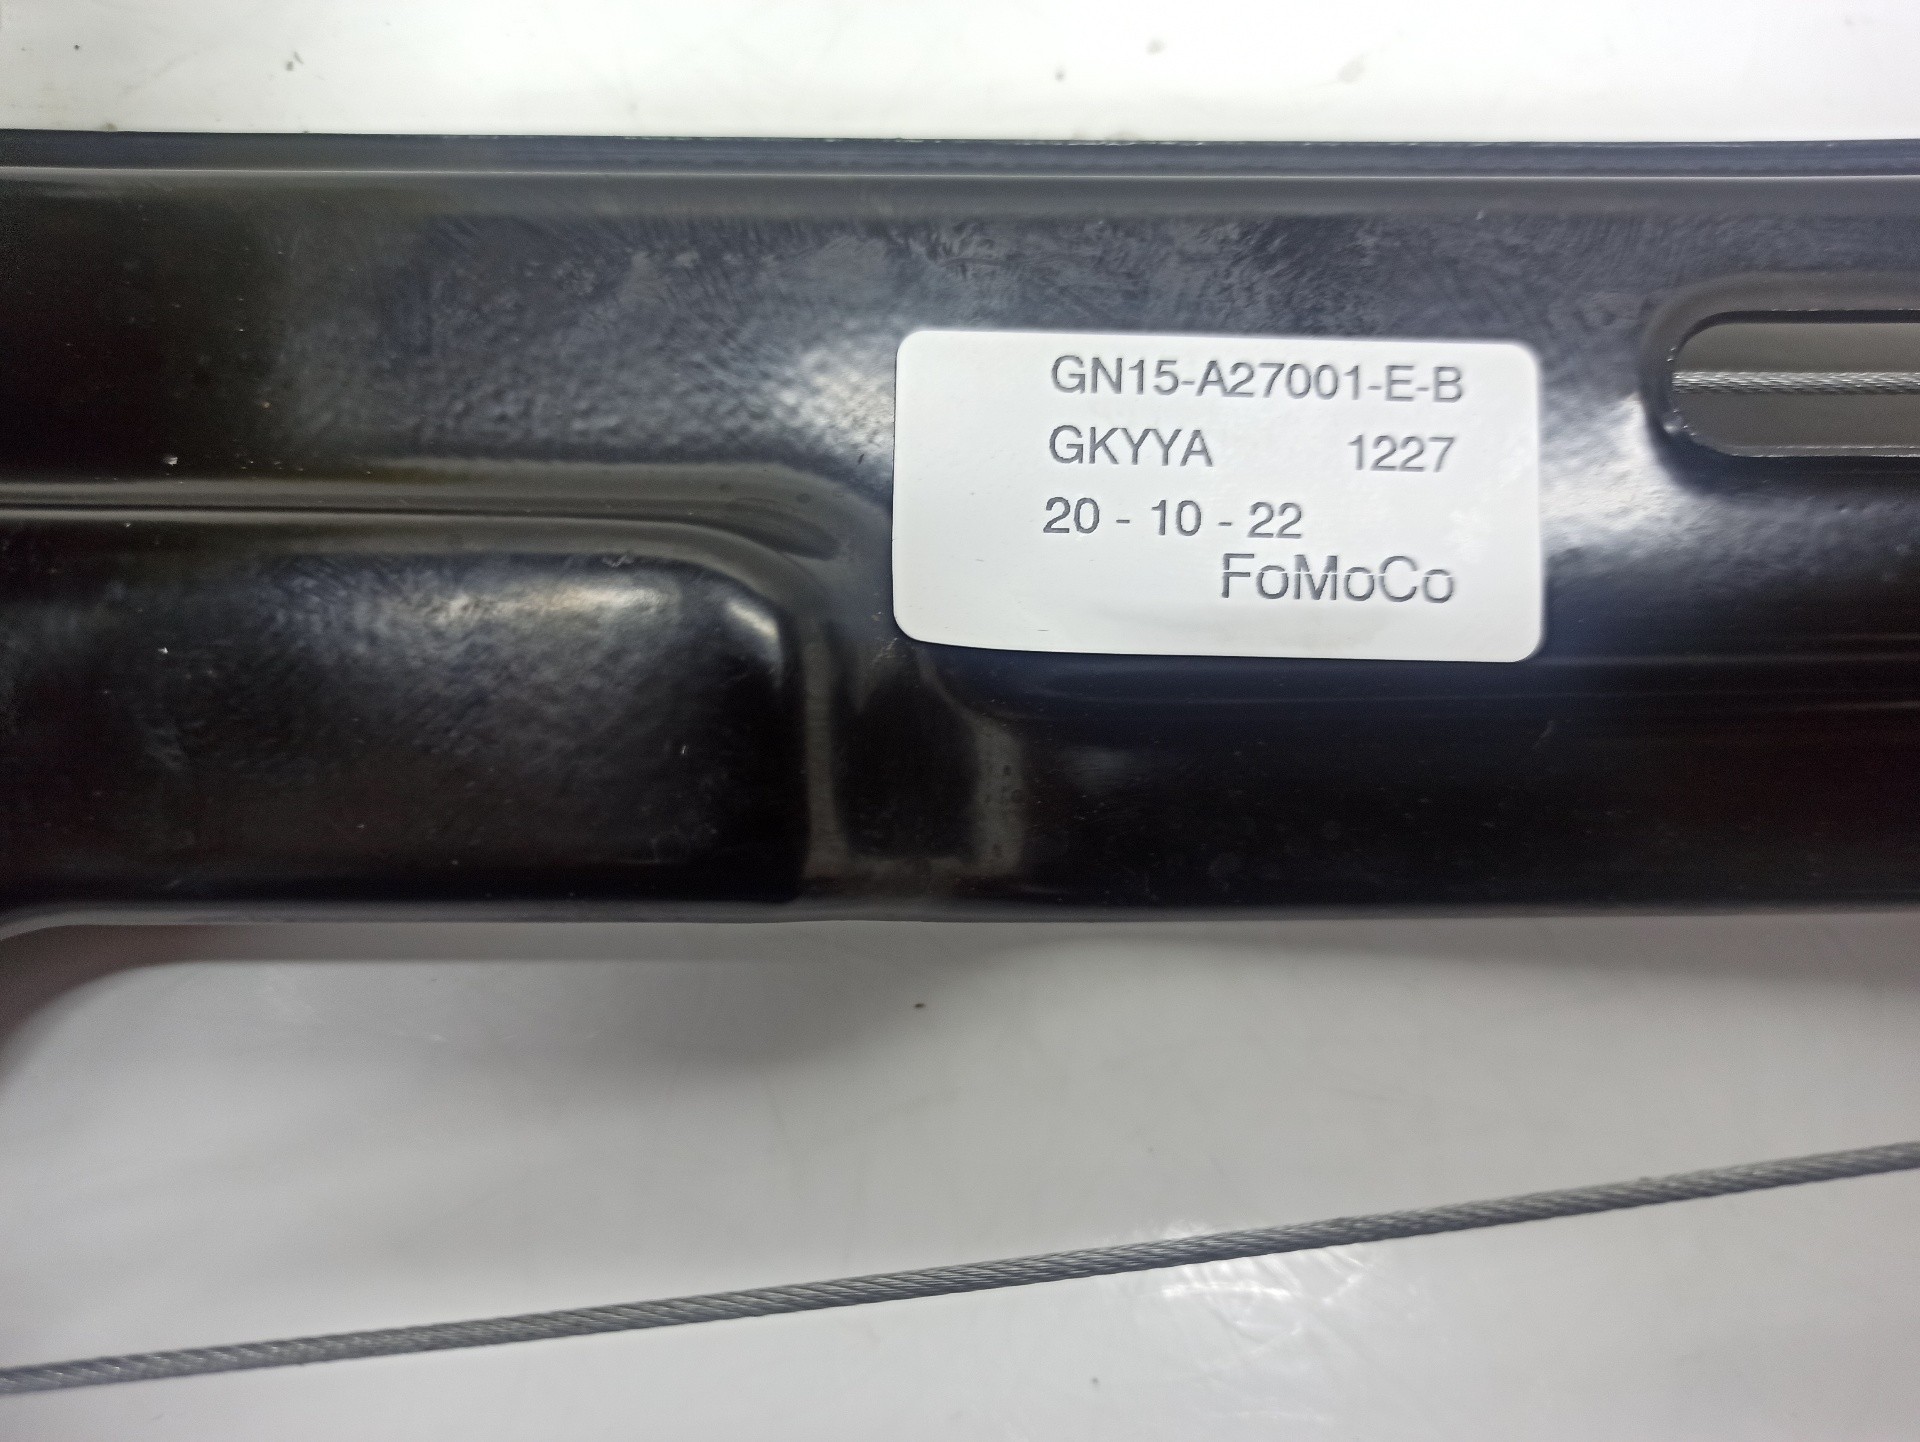 GN15-A27001-E-B
GKYYA 1227
20 - 10 - 22
FoMoCo